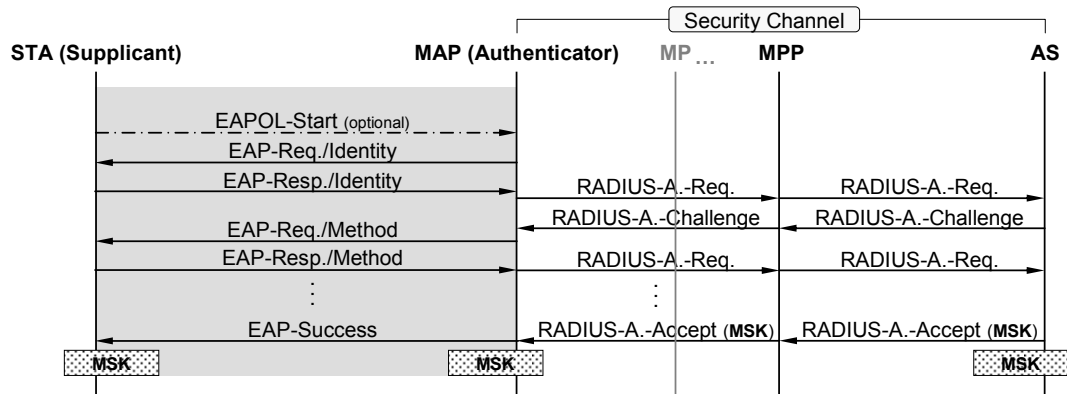 Security Channel
STA (Supplicant) MAP (Authenticator) MP ... MPP AS
EAPOL-Start (optional)
EAP-Req./Identity
EAP-Resp./Identity RADIUS-A.-Req. RADIUS-A.-Req.
RADIUS-A.-Challenge RADIUS-A.-Challenge
EAP-Req./Method
EAP-Resp./Method RADIUS-A.-Req. RADIUS-A.-Req.
EAP-Success RADIUS-A.-Accept (MSK) RADIUS-A.-Accept (MSK)
MSK MSK MSK